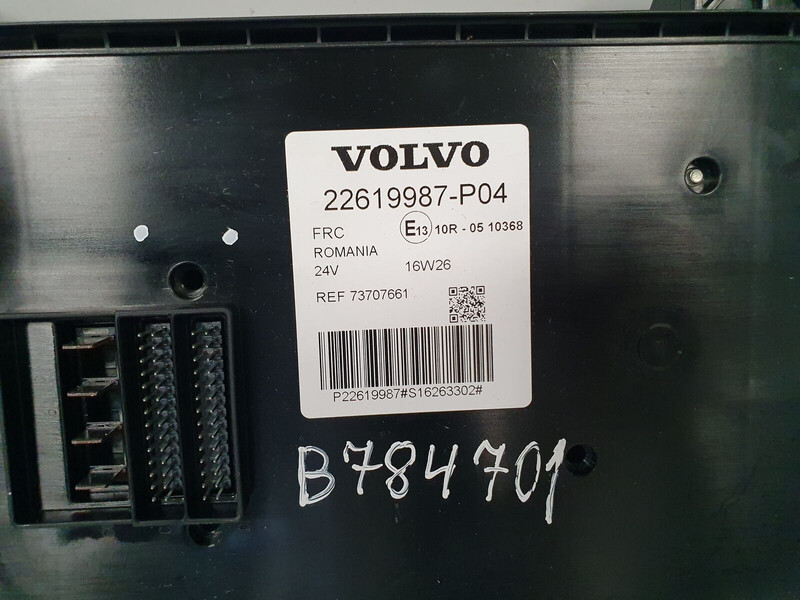 VOLVO
22619987-P04
FRC E13 10R - 05 10368
ROMANIA
24V 16W26
REF 73707661
P22619987#S16263302#
B784701